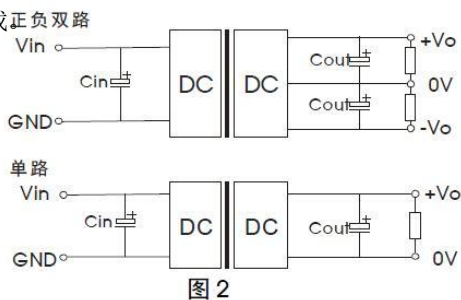 成。
正负双路
Vin
+Vo
Cout
Cin
DC
DC
0V
Cout
GND
-Vo
单路
Vin
+Vo
Cin
DC
DC
Cout
GND
0V
图2